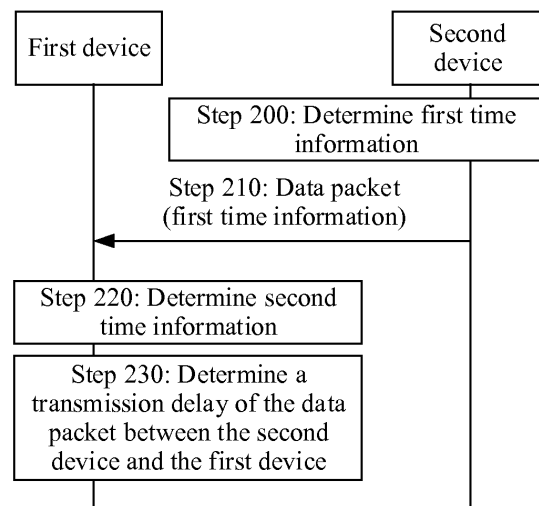 First device
Second
device
Step 200: Determine first time
information
Step 210: Data packet
(first time information)
Step 220: Determine second
time information
Step 230: Determine a
transmission delay of the data
packet between the second
device and the first device